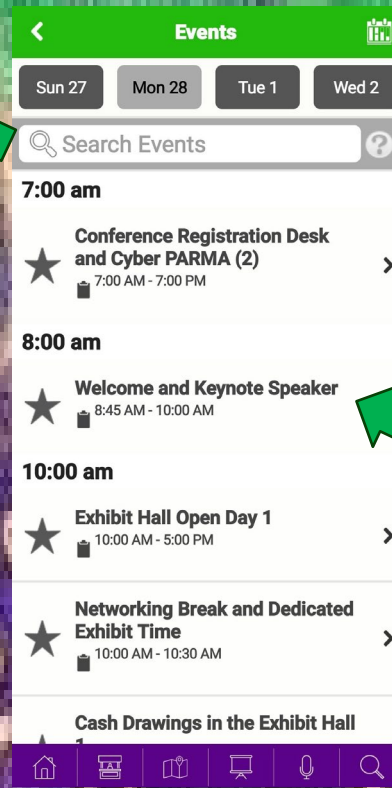 Events
Sun 27 Mon 28 Tue 1 Wed 2
Search Events ?
7:00 am
Conference Registration Desk
and Cyber PARMA (2)
7:00 AM - 7:00 PM
8:00 am
Welcome and Keynote Speaker
8:45 AM - 10:00 AM
10:00 am
Exhibit Hall Open Day 1
10:00 AM - 5:00 PM
Networking Break and Dedicated
Exhibit Time
10:00 AM - 10:30 AM
Cash Drawings in the Exhibit Hall